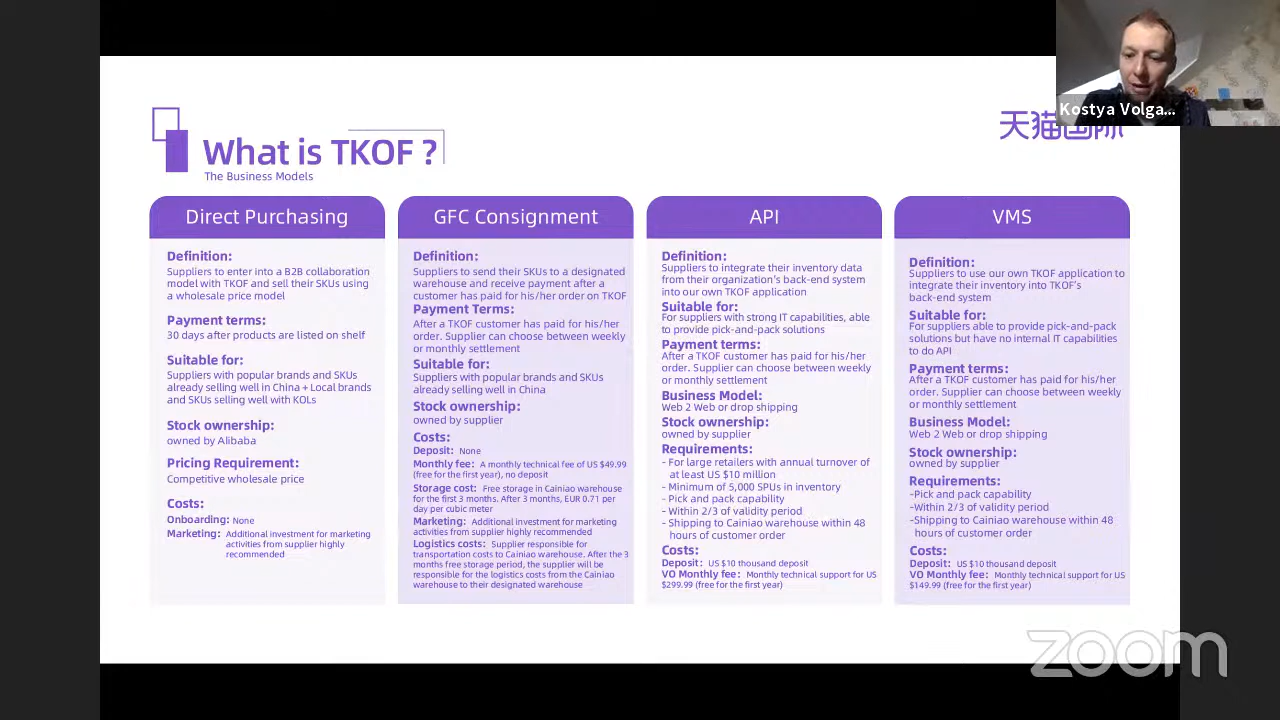 Kostya Volga...
天猫国际
What is TKOF ?
The Business Models
Direct Purchasing
Definition:
Suppliers to enter into a B2B collaboration
model with TKOF and sell their SKUs using
a wholesale price model
Payment terms:
30 days after products are listed on shelf
Suitable for:
Suppliers with popular brands and SKUs
already selling well in China + Local brands
and SKUs selling well with KOLs
Stock ownership:
owned by Alibaba
Pricing Requirement:
Competitive wholesale price
Costs:
Onboarding: None
Marketing: Additional investment for marketing
activities from supplier highly
recommended
GFC Consignment
Definition:
Suppliers to send their SKUs to a designated
warehouse and receive payment after a
customer has paid for his/her order on TKOF
Payment Terms:
After a TKOF customer has paid for his/her
order. Supplier can choose between weekly
or monthly settlement
Suitable for:
Suppliers with popular brands and SKUs
already selling well in China
Stock ownership:
owned by supplier
Costs:
Deposit: None
Monthly fee: A monthly technical fee of US $49.99
(free for the first year), no deposit
Storage cost: Free storage in Cainiao warehouse
for the first 3 months. After 3 months, EUR 0.71 per
day per cubic meter
Marketing: Additional investment for marketing
activities from supplier highly recommended
Logistics costs: Supplier responsible for
transportation costs to Cainiao warehouse. After the 3
months free storage period, the supplier will be
responsible for the logistics costs from the Cainiao
warehouse to their designated warehouse
API
Definition:
Suppliers to integrate their inventory data
from their organization's back-end system
into our own TKOF application
Suitable for:
For suppliers with strong IT capabilities, able
to provide pick-and-pack solutions
Payment terms:
After a TKOF customer has paid for his/her
order. Supplier can choose between weekly
or monthly settlement
Business Model:
Web 2 Web or drop shipping
Stock ownership:
owned by supplier
Requirements:
- For large retailers with annual turnover of
at least US $10 million
- Minimum of 5,000 SPUs in inventory
- Pick and pack capability
- Within 2/3 of validity period
- Shipping to Cainiao warehouse within 48
hours of customer order
Costs:
Deposit: US $10 thousand deposit
VO Monthly fee: Monthly technical support for US
$299.99 (free for the first year)
VMS
Definition:
Suppliers to use our own TKOF application to
integrate their inventory into TKOF's
back-end system
Suitable for:
For suppliers able to provide pick-and-pack
solutions but have no internal IT capabilities
to do API
Payment terms:
After a TKOF customer has paid for his/her
order. Supplier can choose between weekly
or monthly settlement
Business Model:
Web 2 Web or drop shipping
Stock ownership:
owned by supplier
Requirements:
-Pick and pack capability
-Within 2/3 of validity period
-Shipping to Cainiao warehouse within 48
hours of customer order
Costs:
Deposit: US $10 thousand deposit
VO Monthly fee: Monthly technical support for US
$149.99 (free for the first year)
zoom